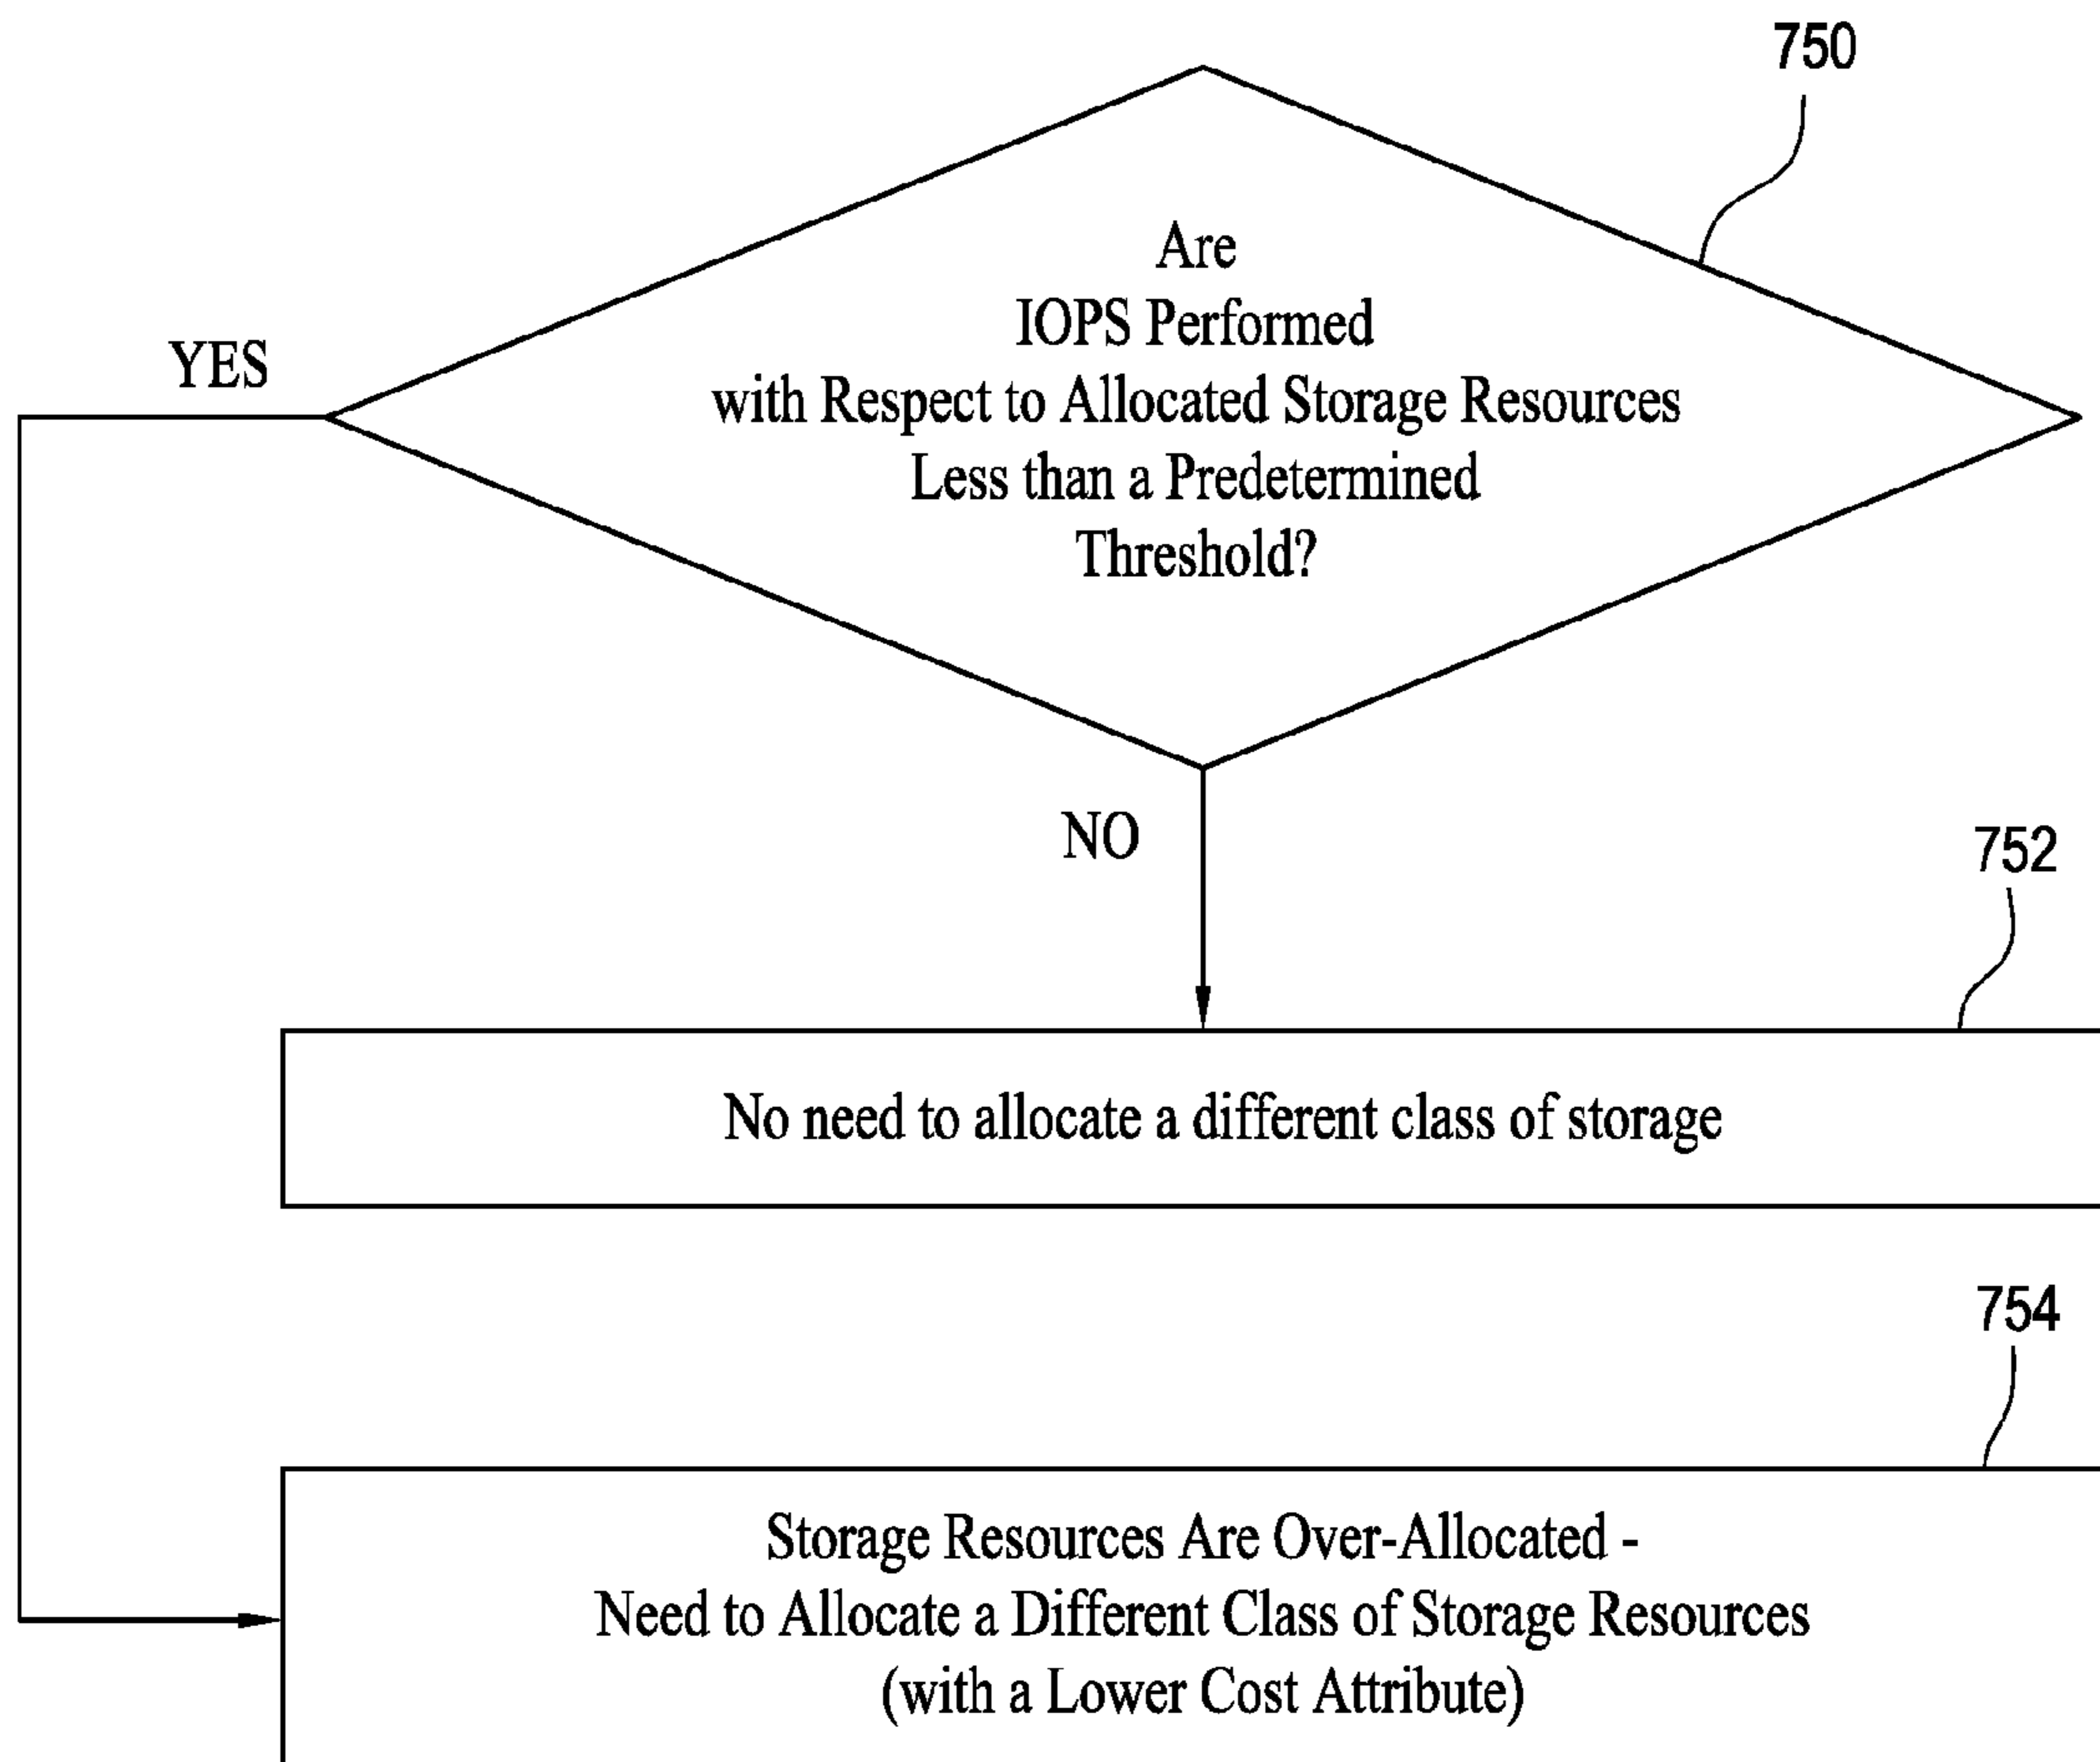 750
Are
IOPS Performed
with Respect to Allocated Storage Resources
Less than a Predetermined
Threshold?
YES
NO
752
No need to allocate a different class of storage
754
Storage Resources Are Over-Allocated -
Need to Allocate a Different Class of Storage Resources
(with a Lower Cost Attribute)